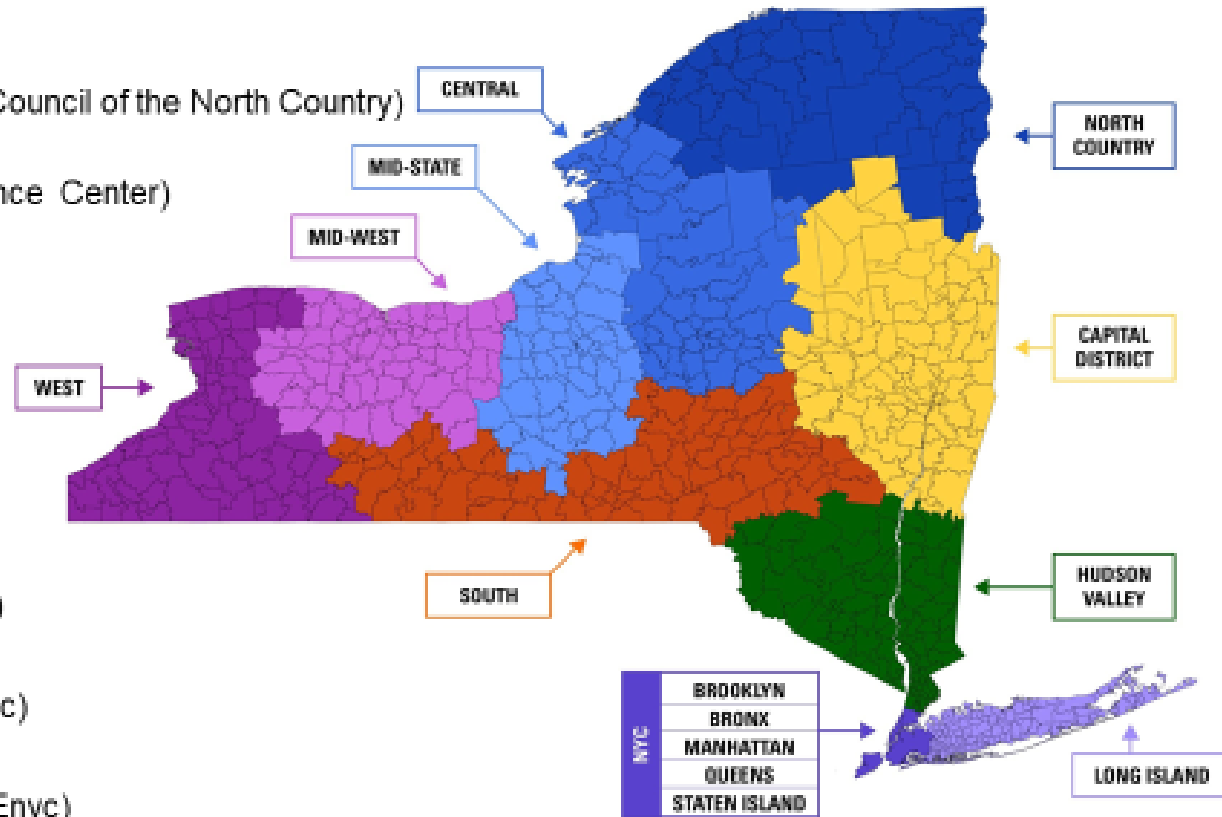 Council of the North Country)
nce Center)
)
c)
Envc)
CENTRAL
MID-STATE
MID-WEST
WEST
SOUTH
NORTH
COUNTRY
CAPITAL
DISTRICT
HUDSON
VALLEY
NYC
BROOKLYN
BRONX
MANHATTAN
QUEENS
STATEN ISLAND
LONG ISLAND